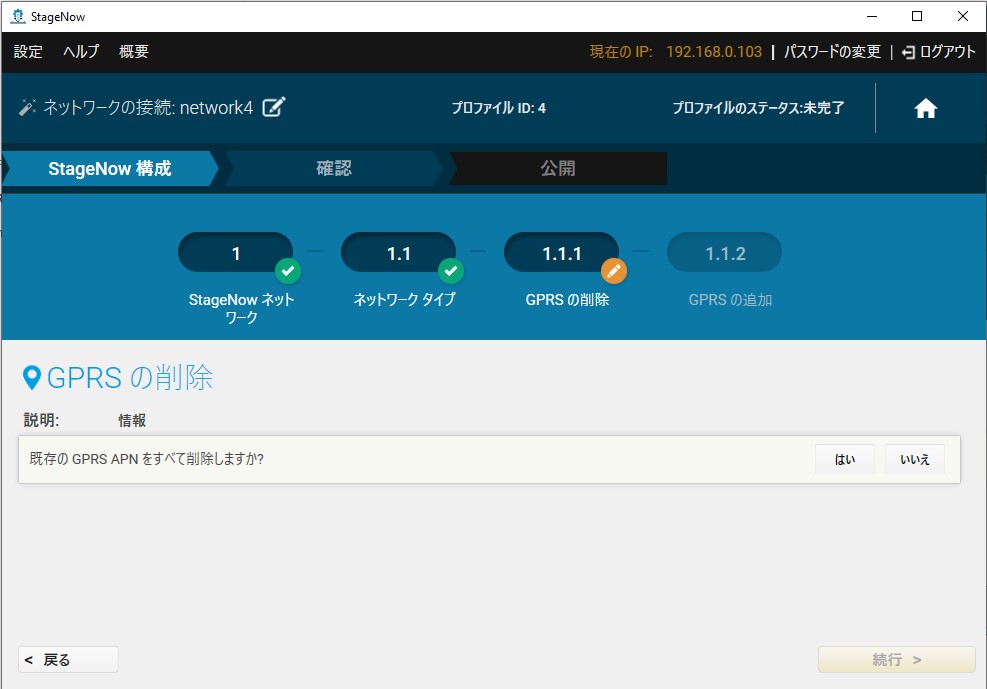 StageNow
設定 ヘルプ 概要 現在の IP: 192.168.0.103 | パスワードの変更 | ログアウト
ネットワークの接続: network4 プロファイル ID: 4 プロファイルのステータス:未完了
StageNow 構成 確認 公開
1 1.1 1.1.1 1.1.2
StageNow ネット
ワーク
ネットワーク タイプ
GPRS の削除
GPRS の追加
GPRS の削除
説明: 情報
既存の GPRS APN をすべて削除しますか? はい いいえ
< 戻る 続行 >